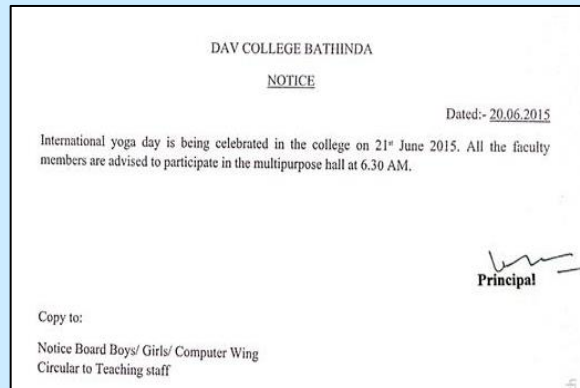 DAV COLLEGE BATHINDA
NOTICE
Dated:- 20.06.2015
International yoga day is being celebrated in the college on 21st June 2015. All the faculty
members are advised to participate in the multipurpose hall at 6.30 AM.
Principal
Copy to:
Notice Board Boys/ Girls/ Computer Wing
Circular to Teaching staff